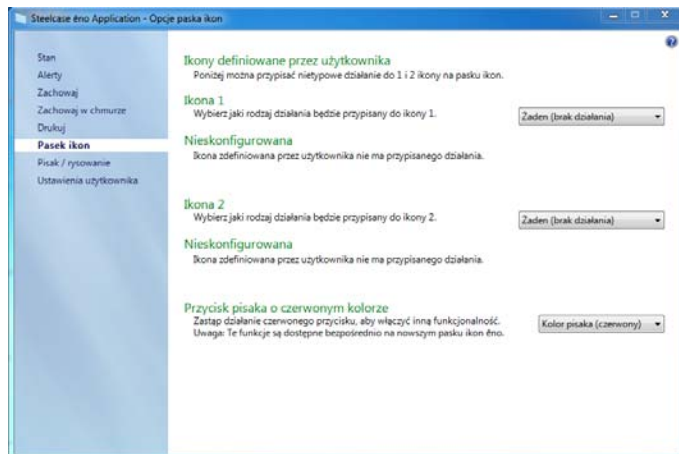 Steelcase ēno Application - Opcje paska ikon
Stan
Alerty
Zachowaj
Zachowaj w chmurze
Drukuj
Pasek ikon
Pisak / rysowanie
Ustawienia użytkownika
Ikony definiowane przez użytkownika
Poniżej można przypisać nietypowe działanie do 1 i 2 ikony na pasku ikon.
Ikona 1
Wybierz jaki rodzaj działania będzie przypisany do ikony 1.
Żaden (brak działania)
Nieskonfigurowana
Ikona zdefiniowana przez użytkownika nie ma przypisanego działania.
Ikona 2
Wybierz jaki rodzaj działania będzie przypisany do ikony 2.
Żaden (brak działania)
Nieskonfigurowana
Ikona zdefiniowana przez użytkownika nie ma przypisanego działania.
Przycisk pisaka o czerwonym kolorze
Zastąp działanie czerwonego przycisku, aby włączyć inną funkcjonalność.
Kolor pisaka (czerwony)
Uwaga: Te funkcje są dostępne bezpośrednio na nowszym pasku ikon ēno.